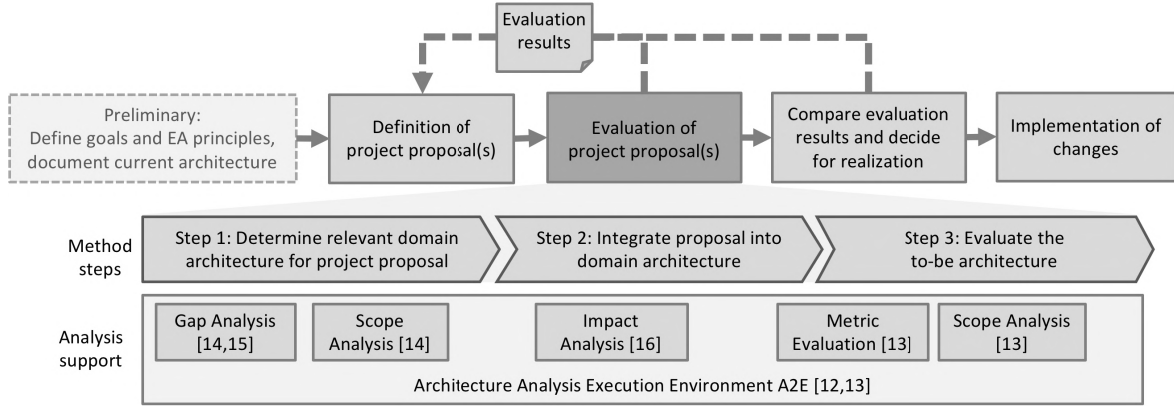 Evaluation
results
Preliminary:
Define goals and EA principles,
document current architecture
Definition of
project proposal(s)
Evaluation of
project proposal(s)
Compare evaluation
results and decide
for realization
Implementation of
changes
Method
steps
Step 1: Determine relevant domain
architecture for project proposal
Step 2: Integrate proposal into
domain architecture
Step 3: Evaluate the
to-be architecture
Analysis
support
Gap Analysis
[14,15]
Scope
Analysis [14]
Impact
Analysis [16]
Metric
Evaluation [13]
Scope Analysis
[13]
Architecture Analysis Execution Environment A2E [12,13]